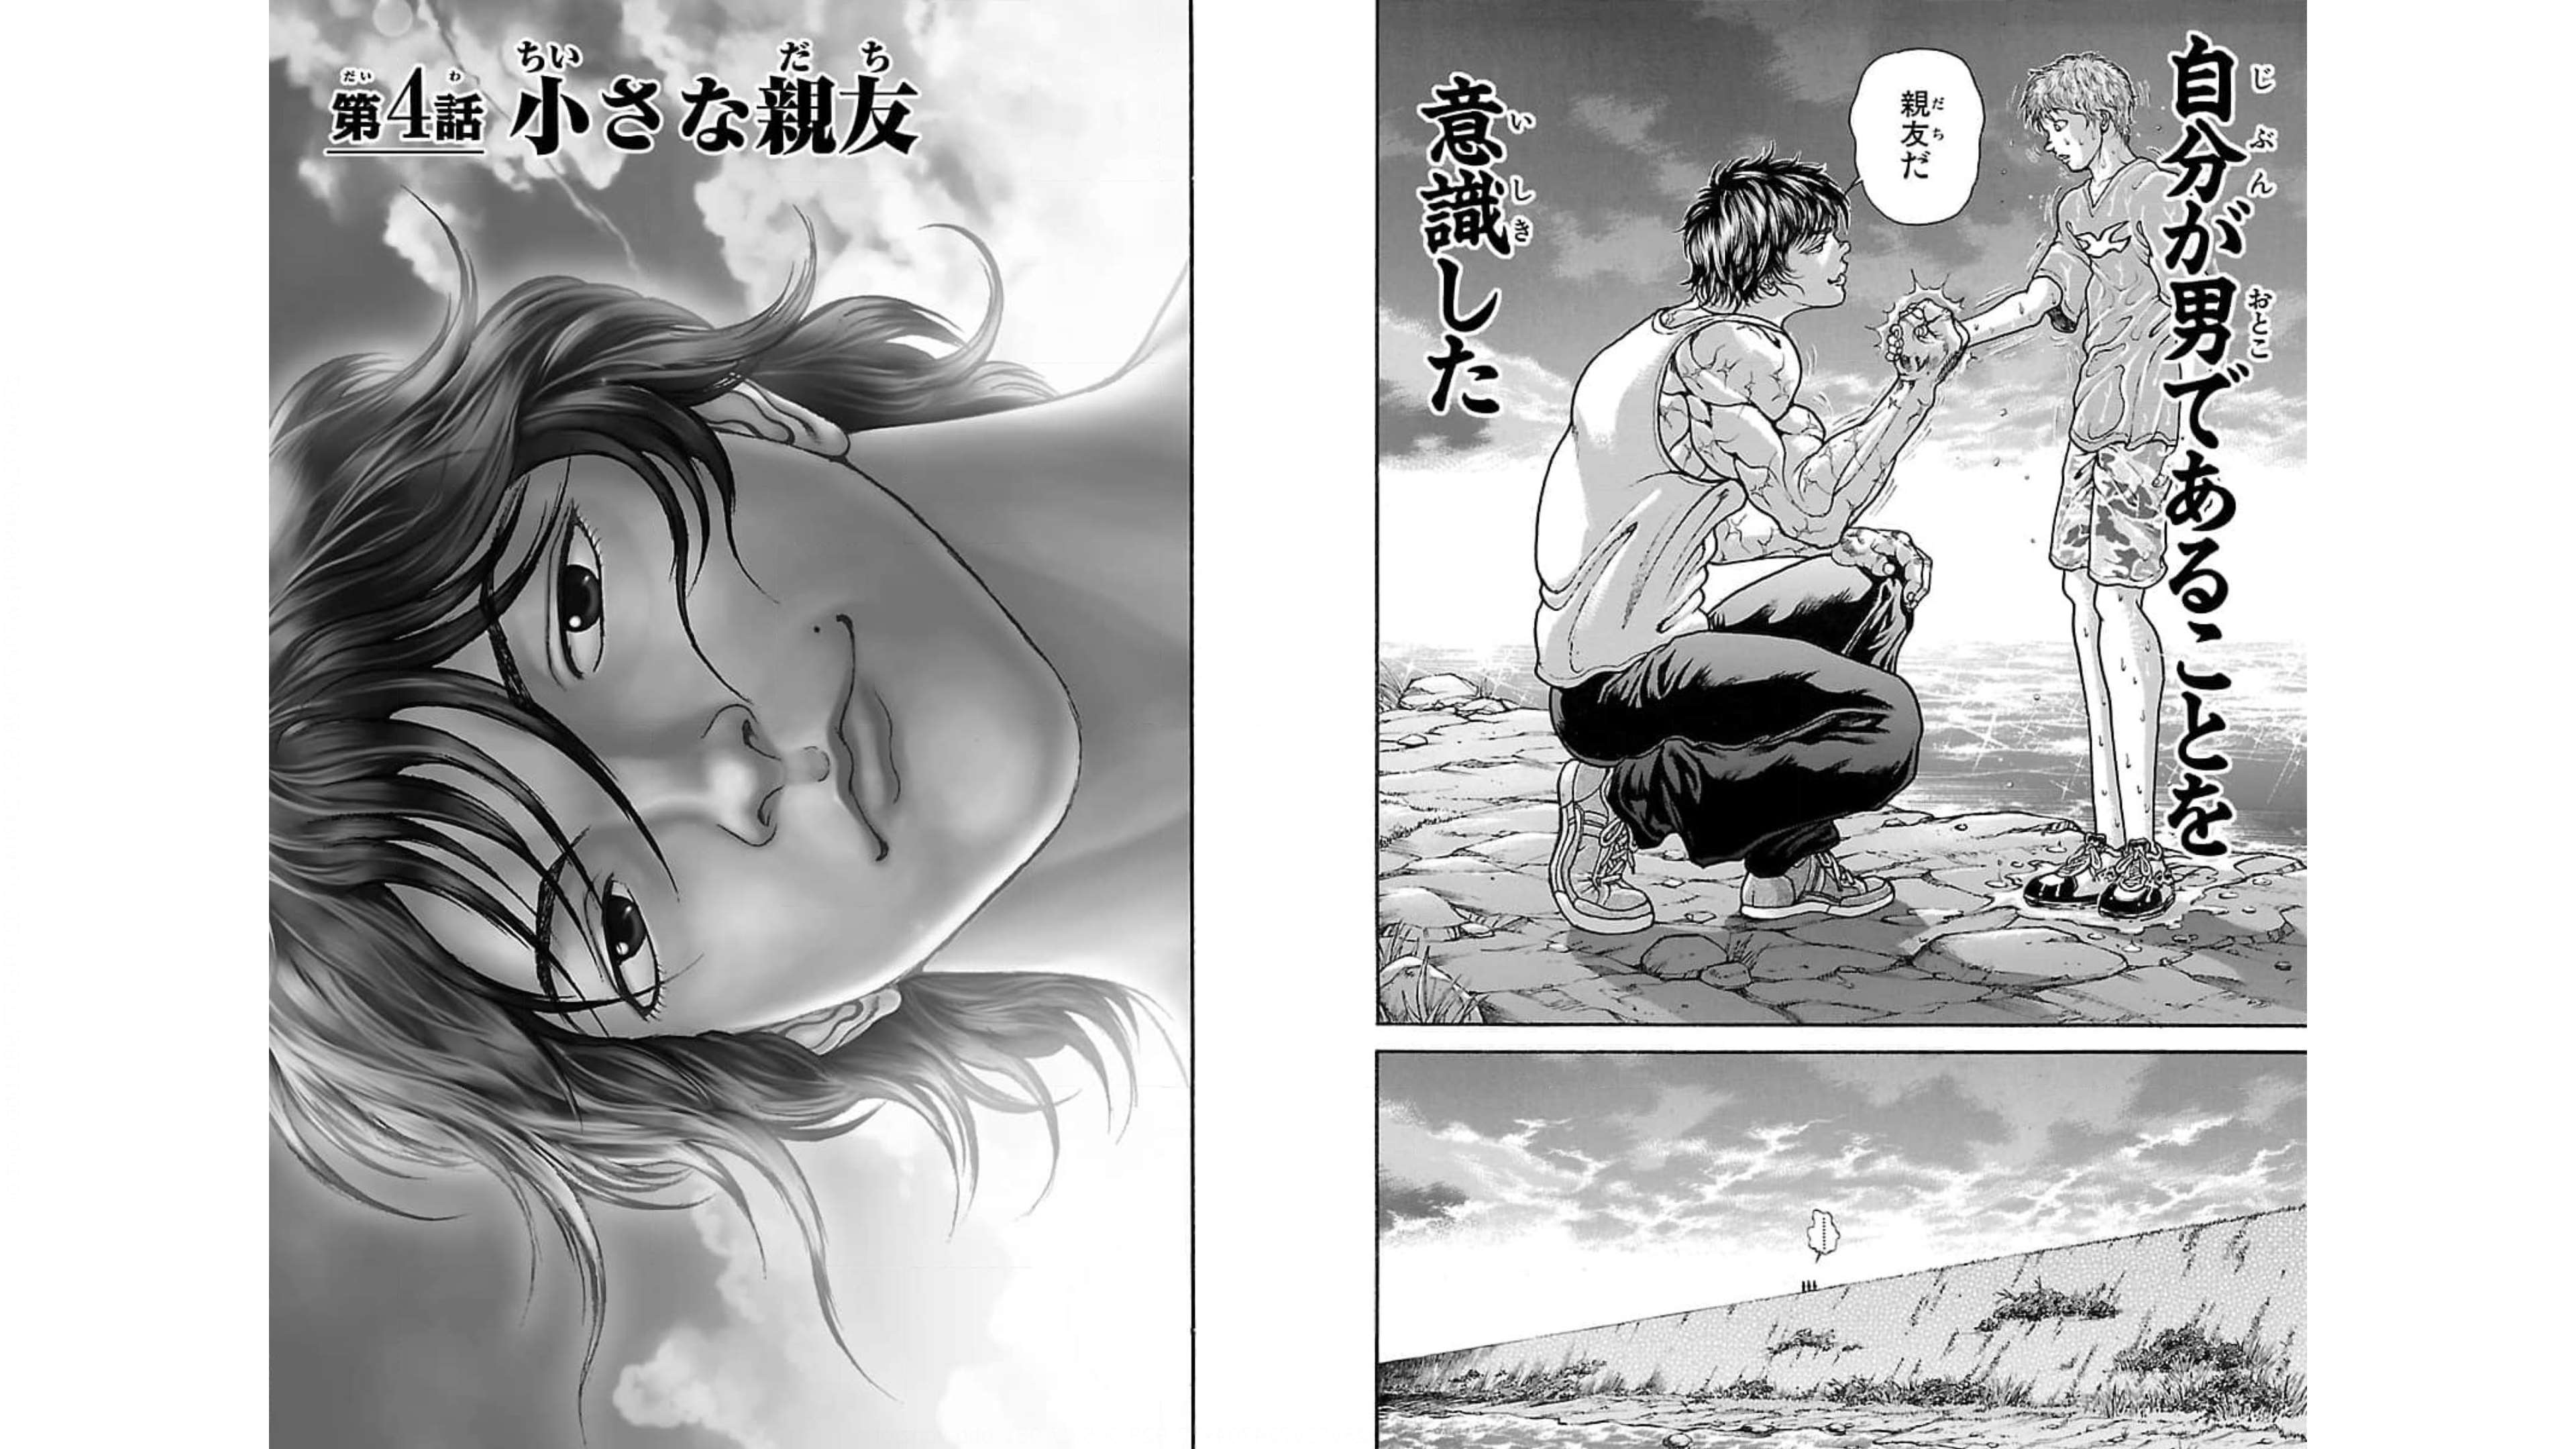 自分が男であることを
親友だ
意識した
………
第4話 小さな親友